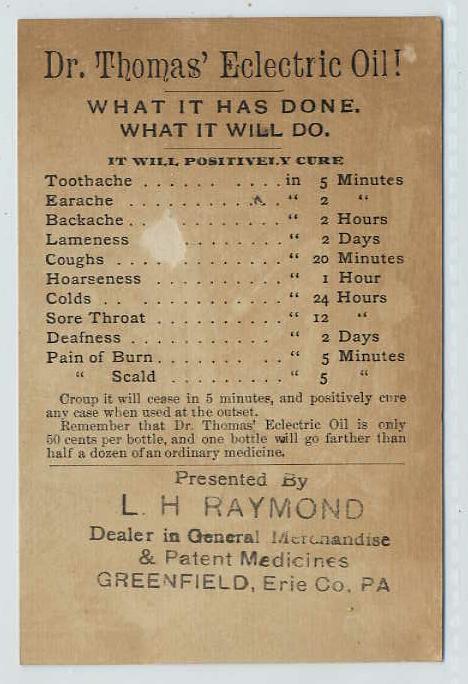 Dr. Thomas' Eclectric Oil!
WHAT IT HAS DONE.
WHAT IT WILL DO.
IT WILL POSITIVELY CURE
Toothache . . . . . . . . . . in 5 Minutes
Earache . . . . . . . . . . “ 2 “
Backache . . . . . . . . . . “ 2 Hours
Lameness . . . . . . . . “ 2 Days
Coughs . . . . . . . . . . . “ 20 Minutes
Hoarseness . . . . . . . . . “ 1 Hour
Colds . . . . . . . . . . . “ 24 Hours
Sore Throat . . . . . . . . . “ 12 “
Deafness . . . . . . . . . . “ 2 Days
Pain of Burn . . . . . . . . . “ 5 Minutes
“ Scald . . . . . . . . “ 5 “
Croup it will cease in 5 minutes, and positively cure
any case when used at the outset.
Remember that Dr. Thomas' Eclectric Oil is only
50 cents per bottle, and one bottle will go farther than
half a dozen of an ordinary medicine.
Presented By
L. H RAYMOND
Dealer in General Merchandise
& Patent Medicines
GREENFIELD, Erie Co. PA